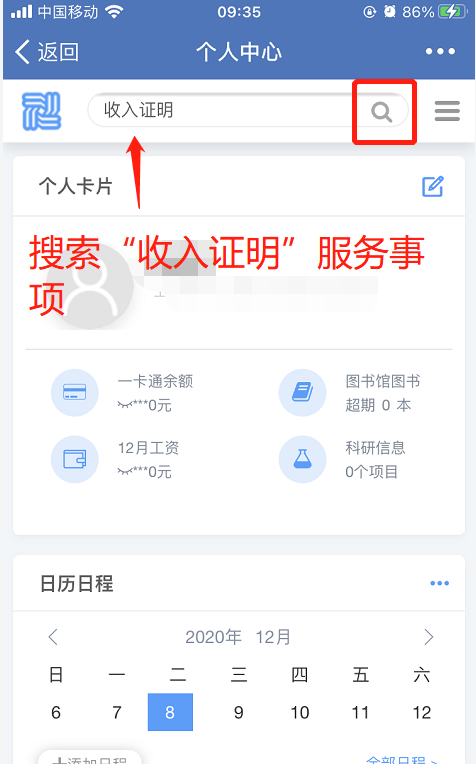 中国移动 09:35 86%
返回 个人中心
收入证明
个人卡片
搜索“收入证明”服务事
项
一卡通余额
***0元
图书馆图书
超期 0 本
12月工资
***0元
科研信息
0个项目
日历日程
2020年 12月
日 一 二 三 四 五 六
6 7 8 9 10 11 12
添加日程 全部日程 >